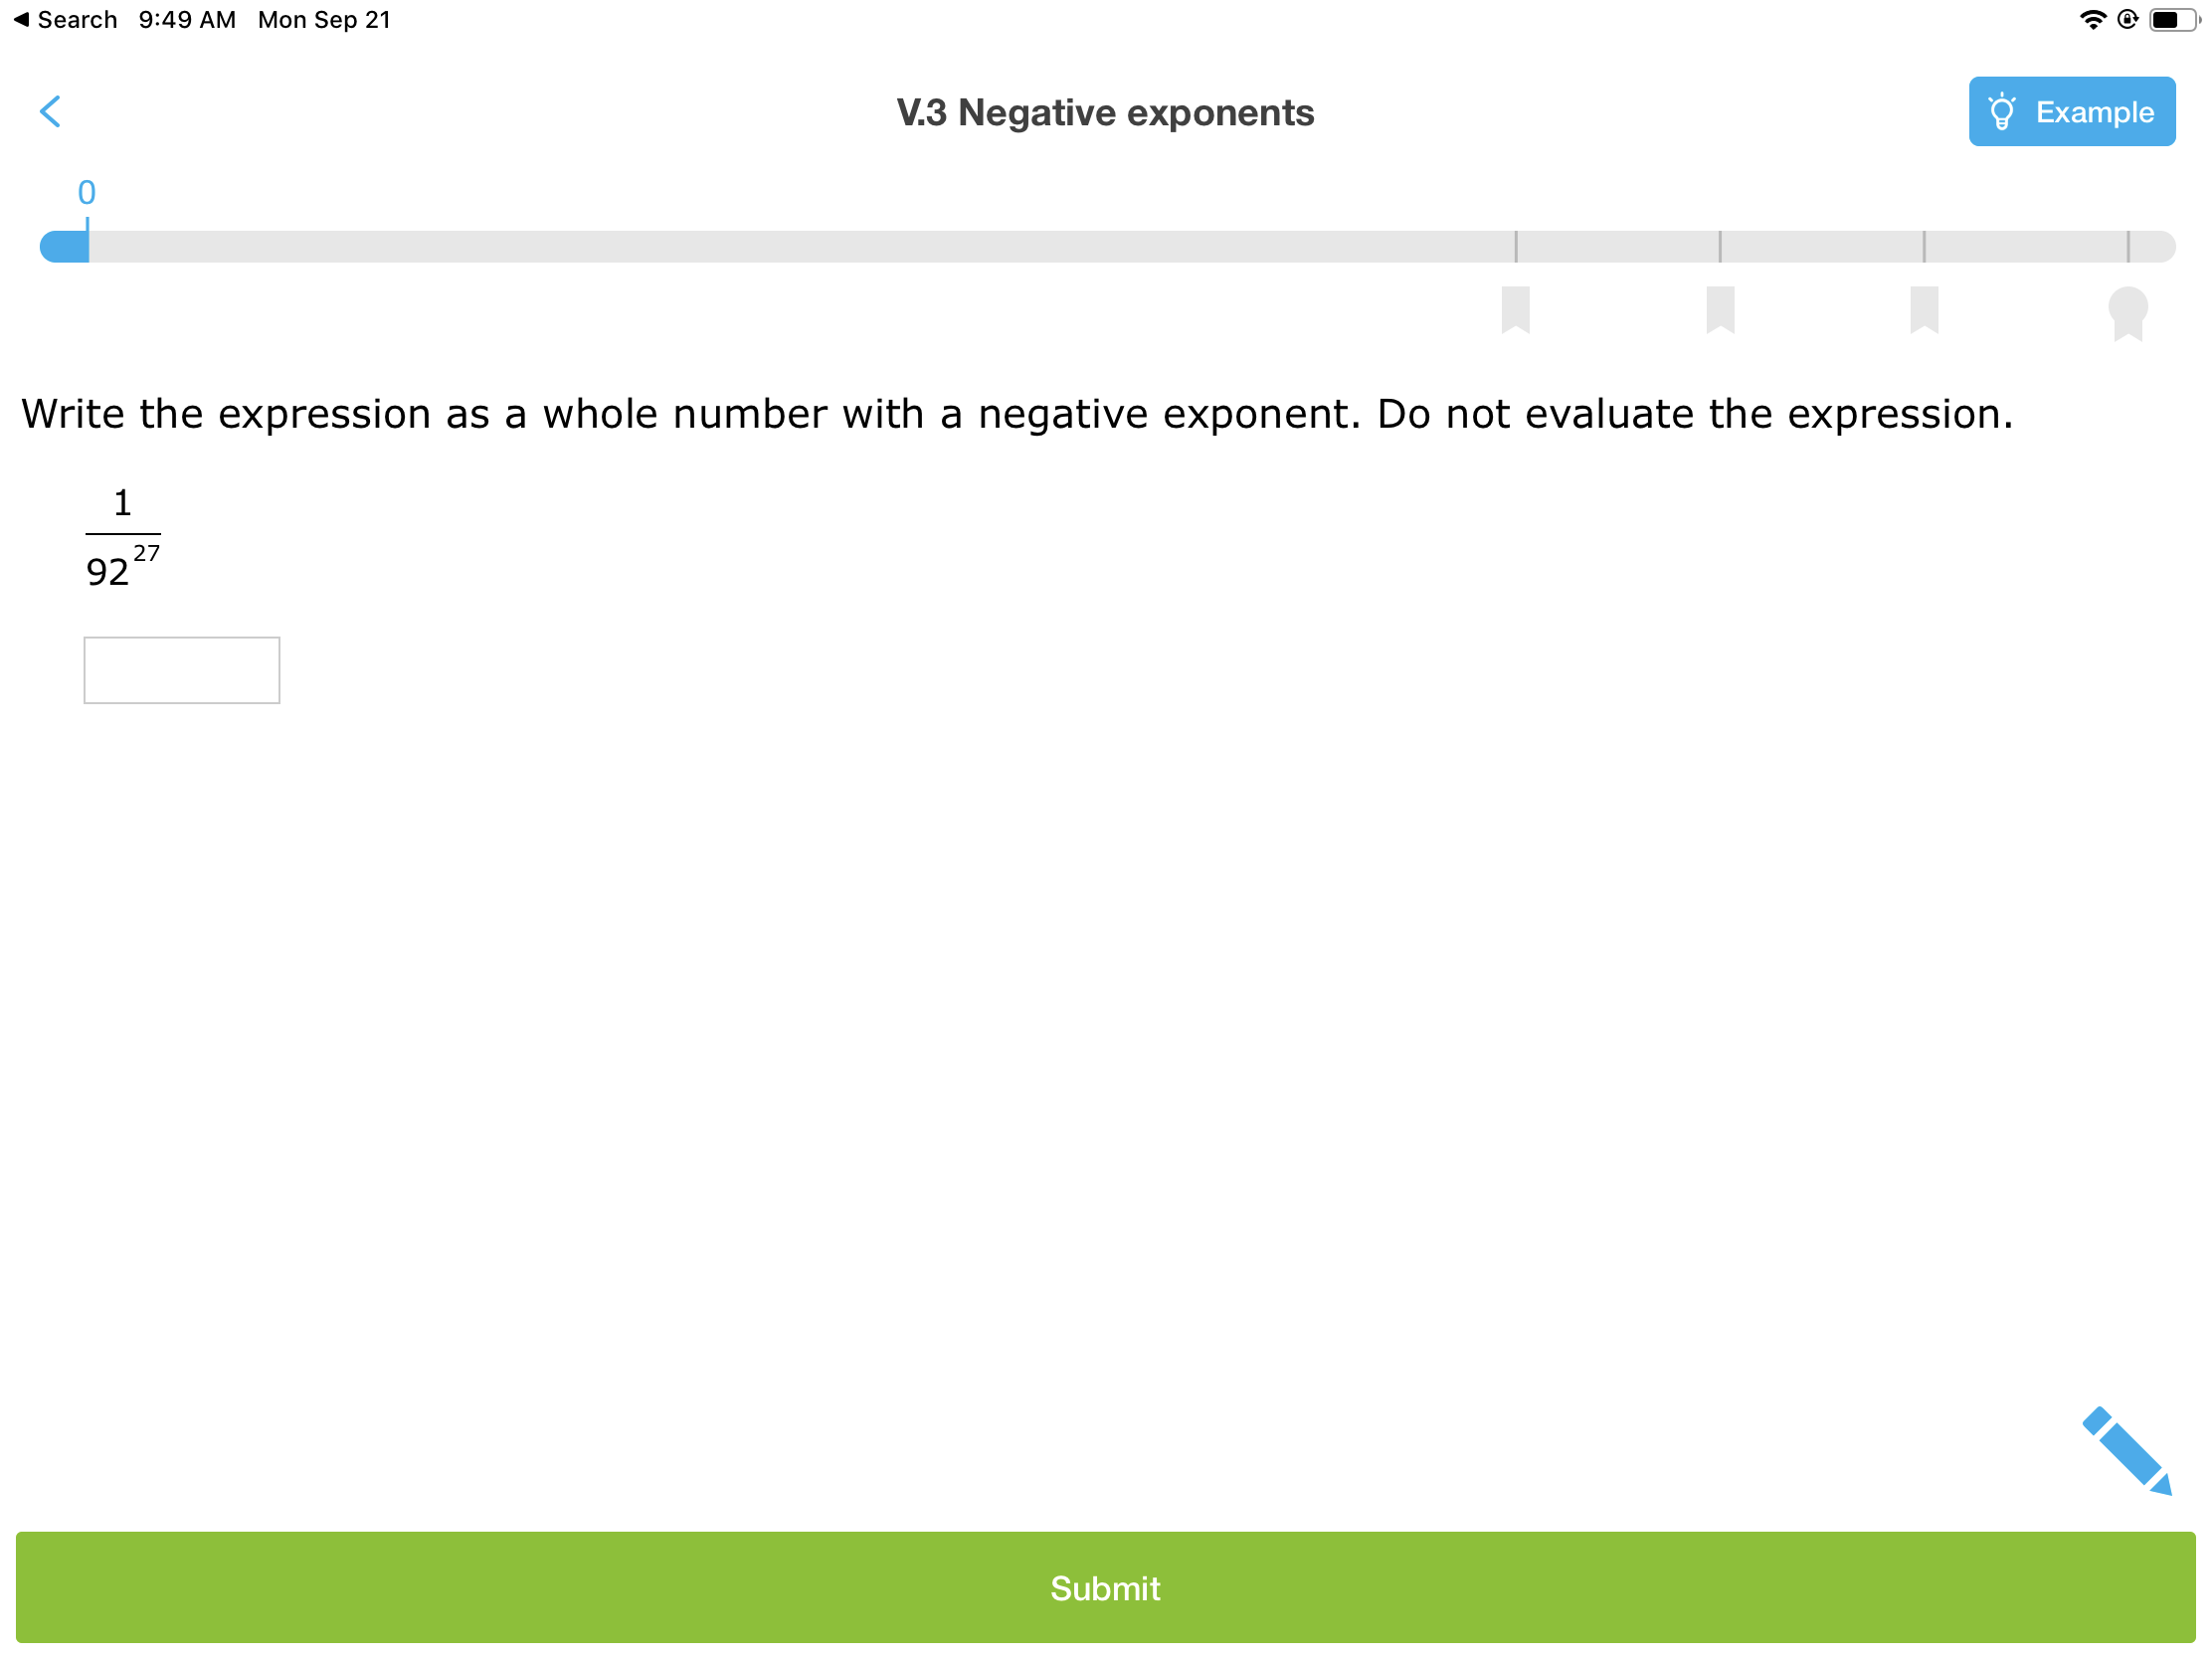 ◀ Search 9:49 AM Mon Sep 21
V.3 Negative exponents
Example
0
Write the expression as a whole number with a negative exponent. Do not evaluate the expression.
1
92^27
Submit